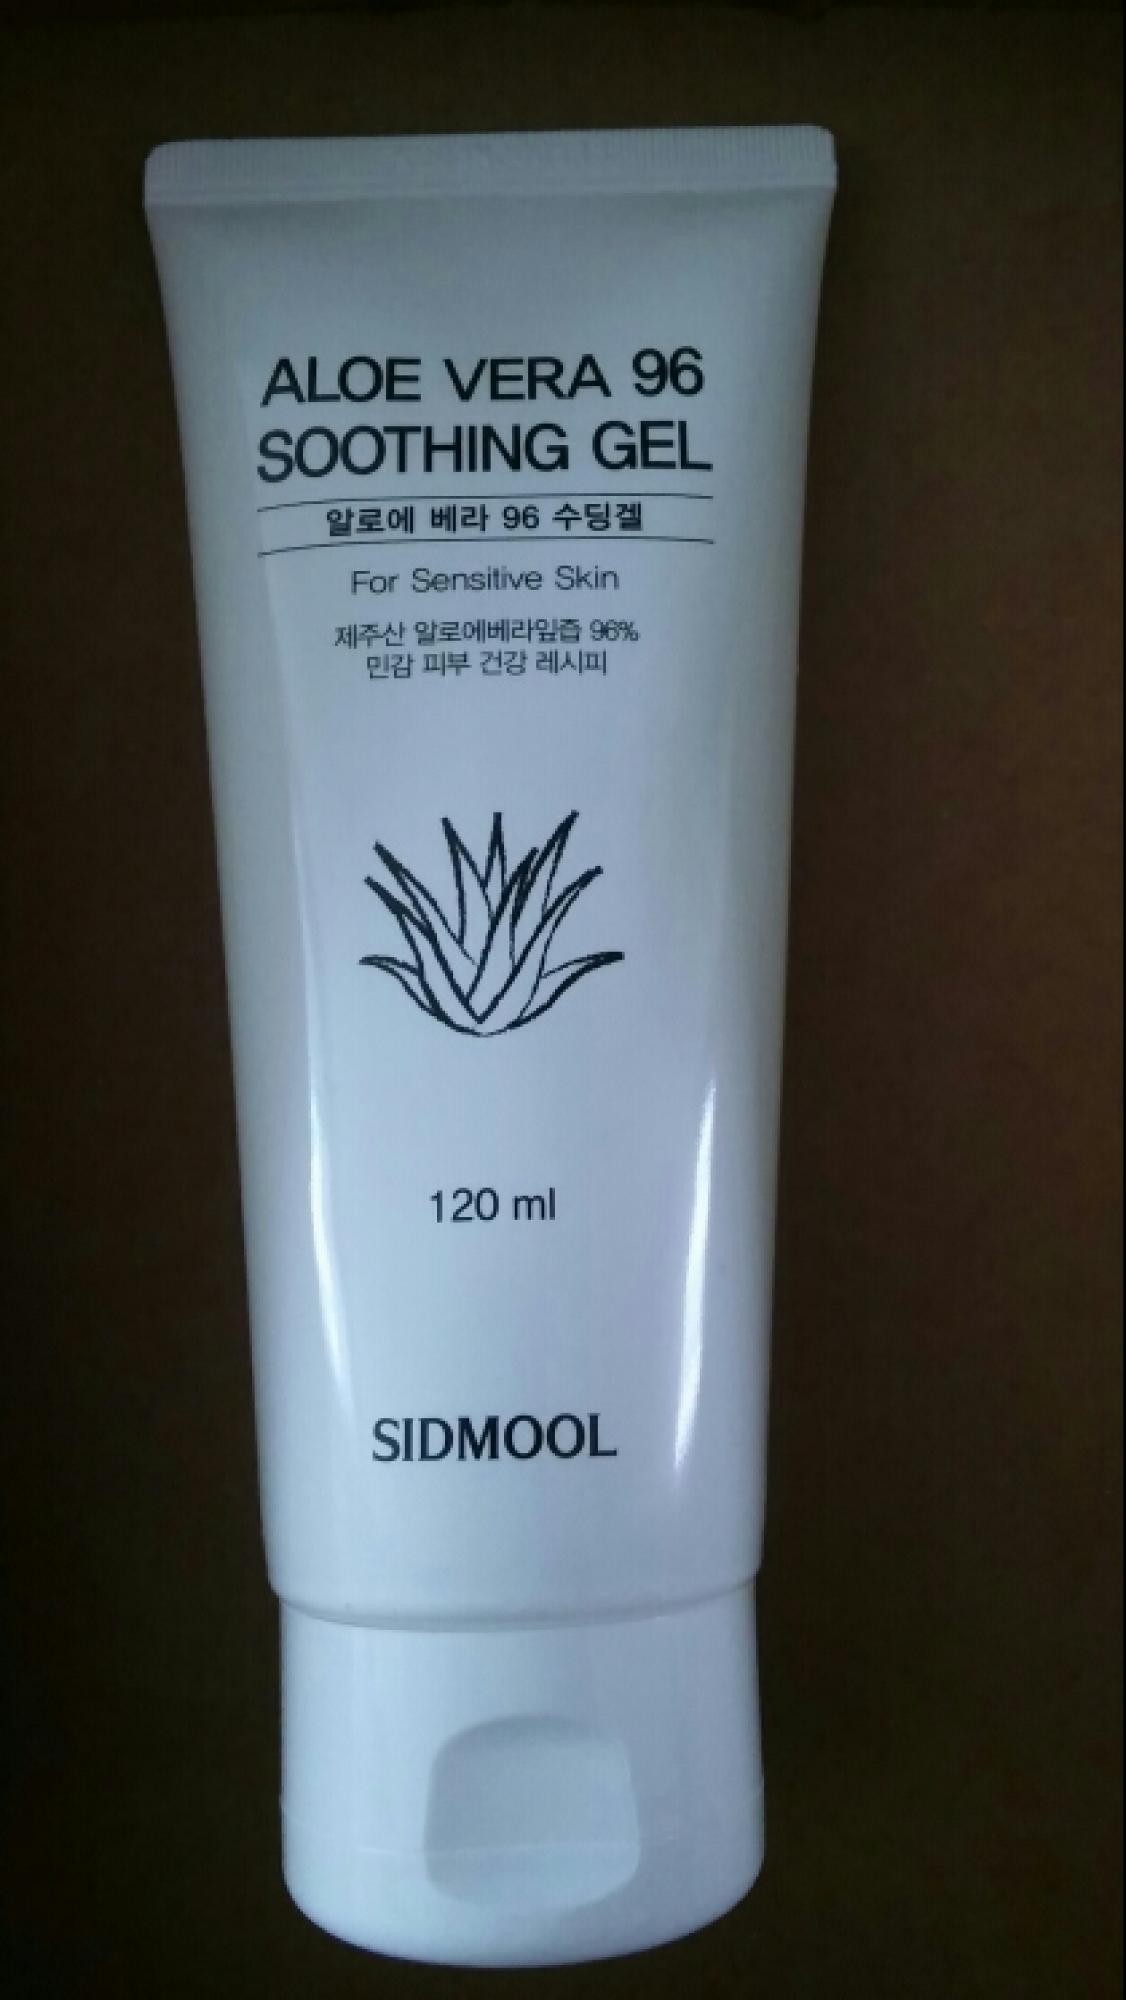 ALOE VERA 96
SOOTHING GEL
알로에 베라 96 수딩겔
For Sensitive Skin
제주산 알로에베라잎즙 96%
민감 피부 건강 레시피
120 ml
SIDMOOL